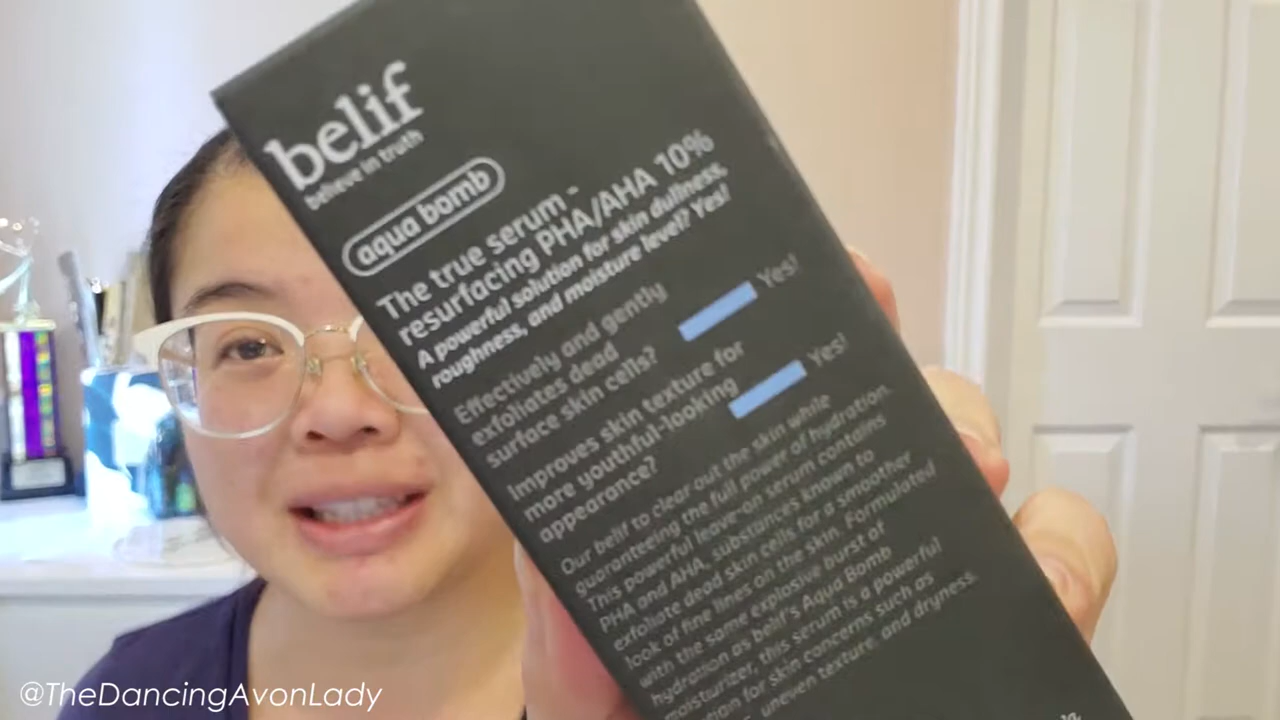 belif
believe in truth
aqua bomb
The true serum -
resurfacing PHA/AHA 10%
A powerful solution for skin dullness,
roughness, and moisture level? Yes!
Effectively and gently
exfoliates dead
surface skin cells?
Yes!
Improves skin texture for
more youthful-looking
appearance?
Yes!
Our belif to clear out the skin while
guaranteeing the full power of hydration.
This powerful leave-on serum contains
PHA and AHA, substances known to
exfoliate dead skin cells for a smoother
look of fine lines on the skin. Formulated
with the same explosive burst of
hydration as belif's Aqua Bomb
moisturizer, this serum is a powerful
for skin concerns such as
uneven texture, and dryness.
@TheDancingAvonLady